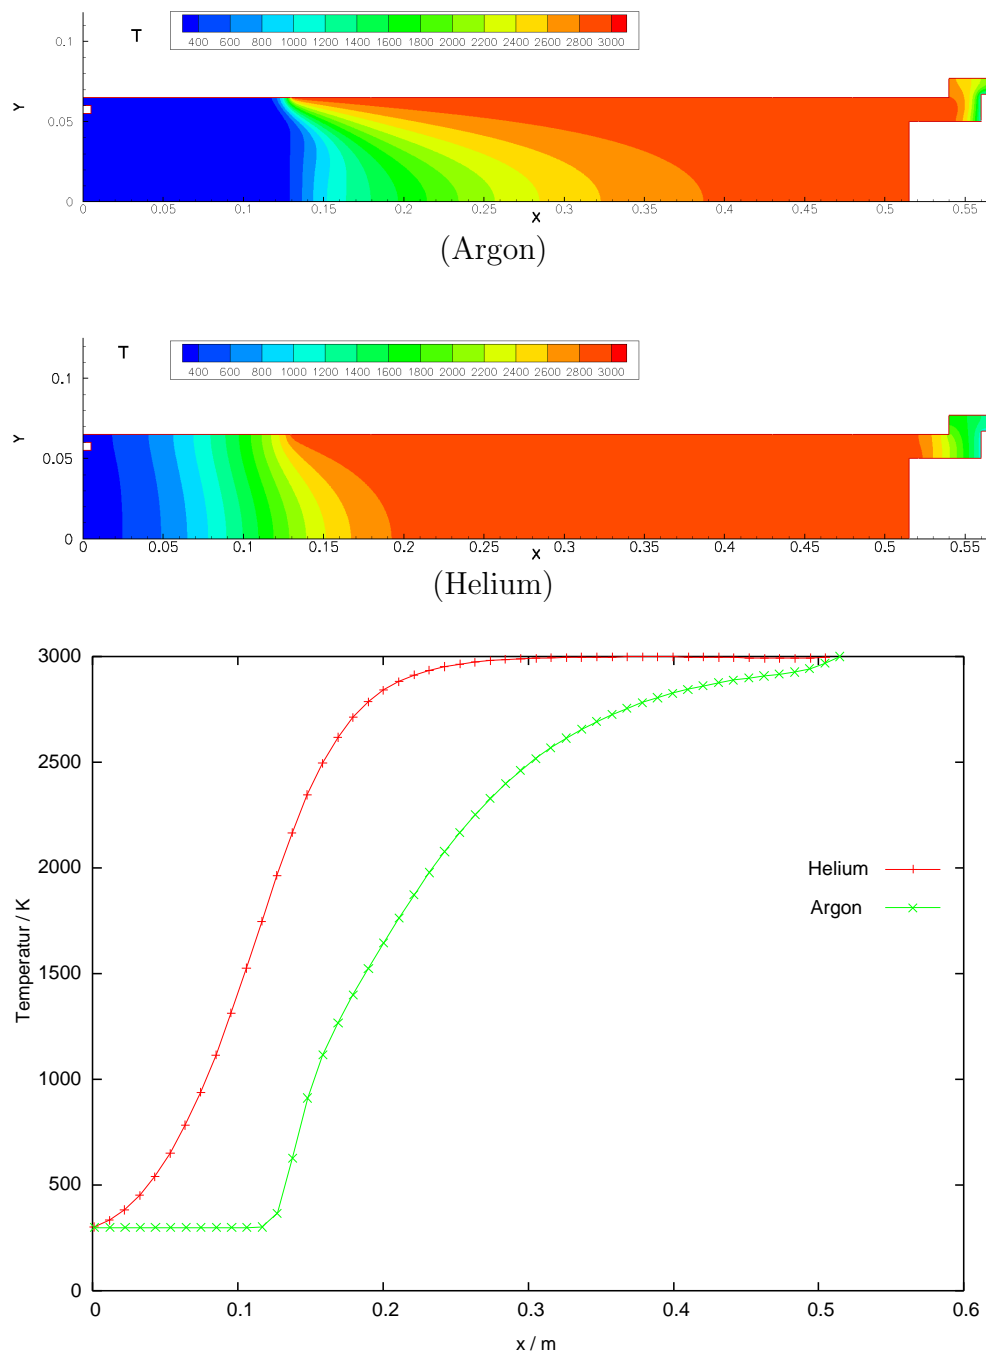 T
400 600 800 1000 1200 1400 1600 1800 2000 2200 2400 2600 2800 3000
0.1
Y
0.05
0
0 0.05 0.1 0.15 0.2 0.25 0.3 0.35 0.4 0.45 0.5 0.55
X
(Argon)
T
400 600 800 1000 1200 1400 1600 1800 2000 2200 2400 2600 2800 3000
0.1
Y
0.05
0
0 0.05 0.1 0.15 0.2 0.25 0.3 0.35 0.4 0.45 0.5 0.55
X
(Helium)
3000
2500
2000
Helium
Argon
Temperatur / K
1500
1000
500
0
0 0.1 0.2 0.3 0.4 0.5 0.6
x / m